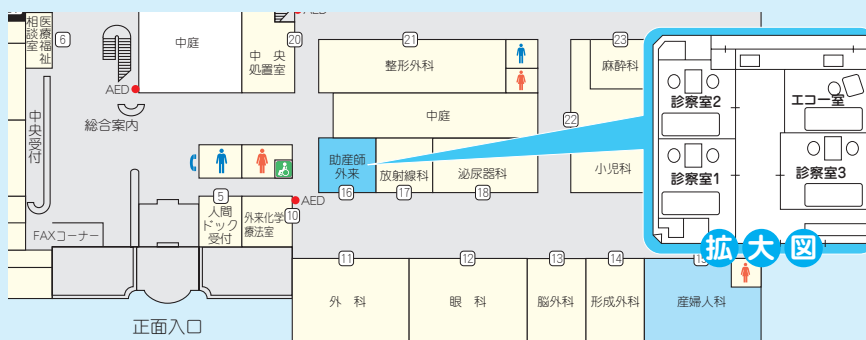 医療福祉
相談室
6
中庭
AED
中央
処置室
20
AED
21
整形外科
中庭
23
麻酔科
22
小児科
中央受付
総合案内
助産師
外来
16
放射線科
17
泌尿器科
18
5
人間
ドック
受付
外来化学
療法室
10
AED
FAXコーナー
正面入口
11
外科
12
眼科
13
脳外科
14
形成外科
産婦人科
診察室2
エコー室
診察室1
診察室3
拡大図